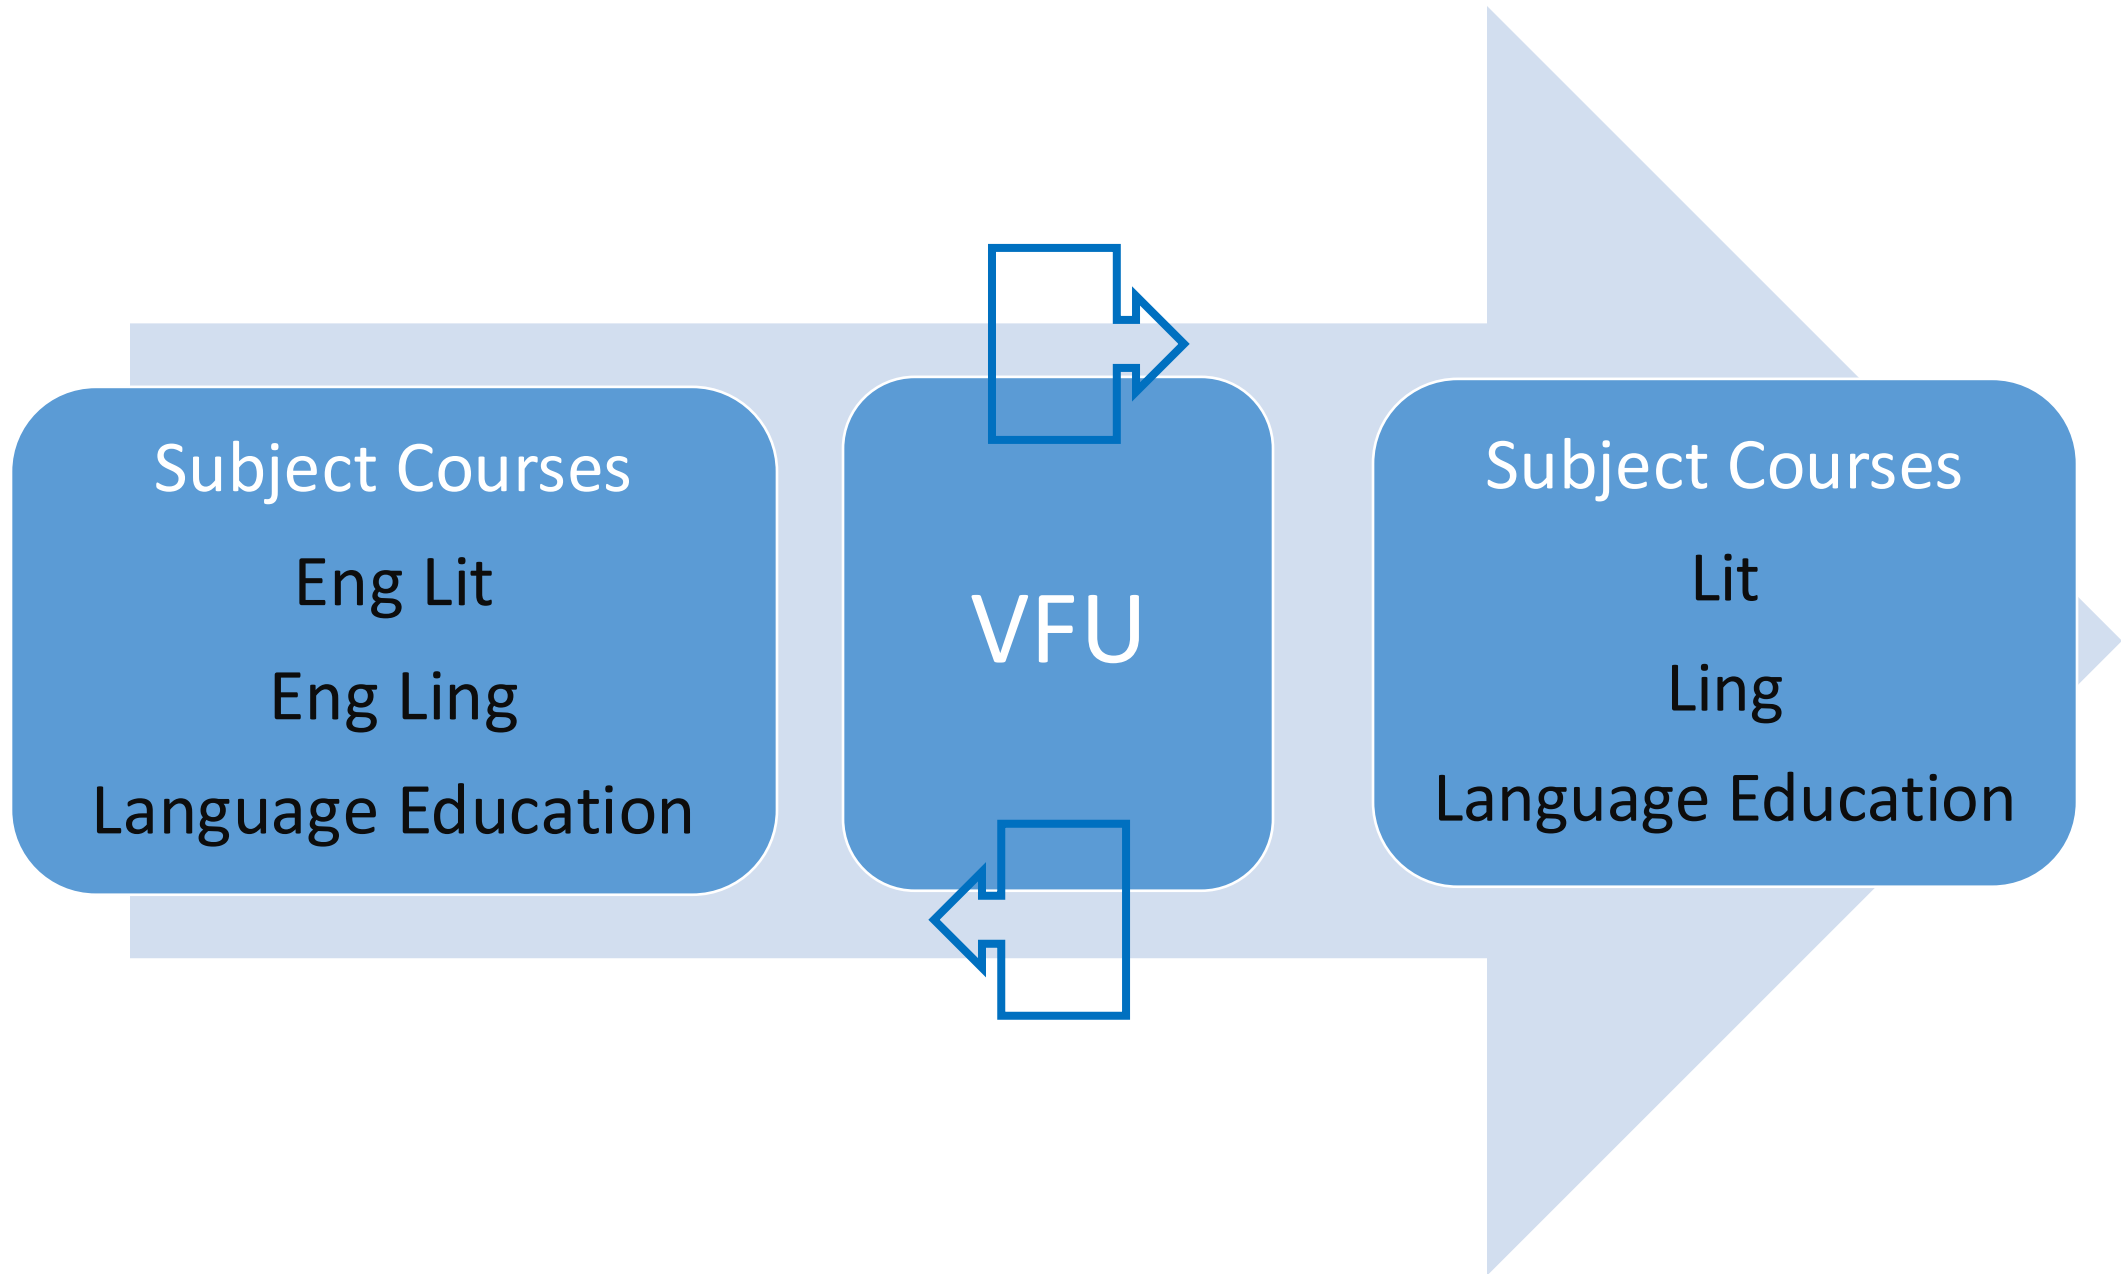 Subject Courses
Eng Lit
Eng Ling
Language Education
VFU
Subject Courses
Lit
Ling
Language Education